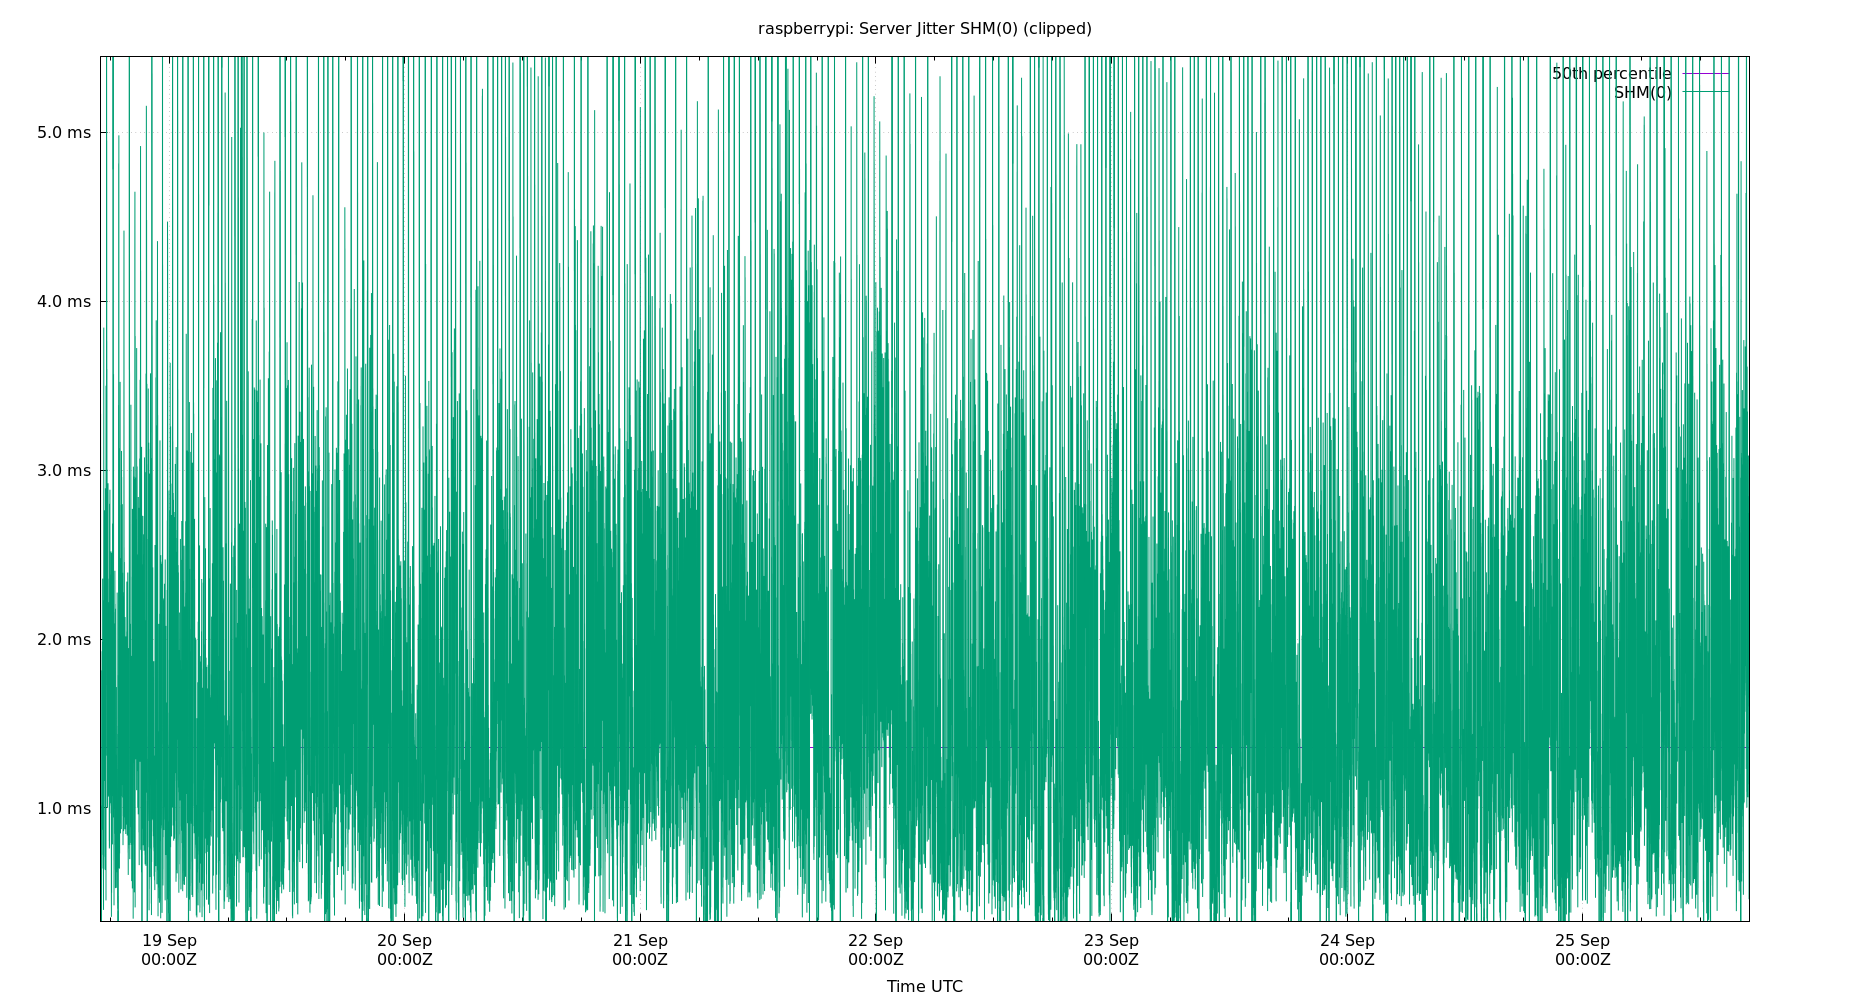 raspberrypi: Server Jitter SHM(0) (clipped)
50th percentile
SHM(0)
5.0 ms
4.0 ms
3.0 ms
2.0 ms
1.0 ms
19 Sep 20 Sep 21 Sep 22 Sep 23 Sep 24 Sep 25 Sep
00:00Z 00:00Z 00:00Z 00:00Z 00:00Z 00:00Z 00:00Z
Time UTC